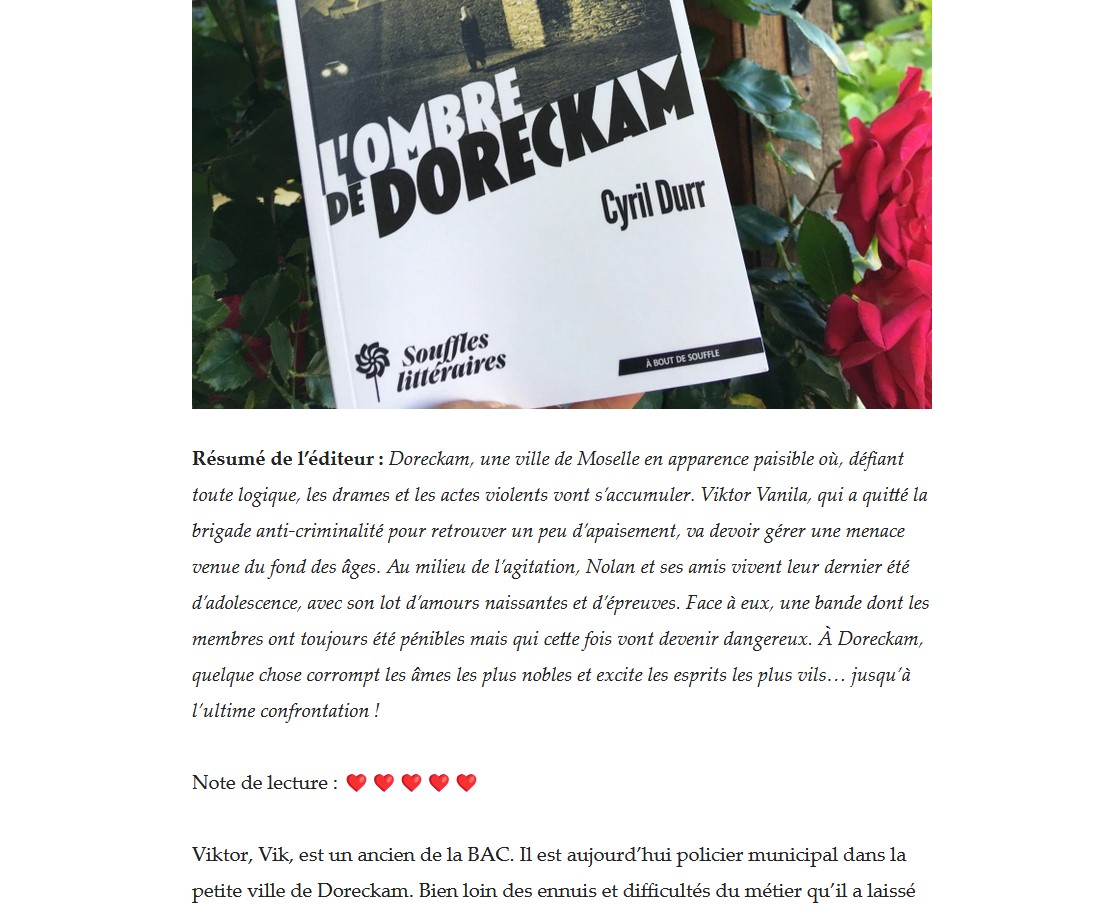 L'OMBRE
DE DORECKAM
Cyril Durr
Souffles
littéraires
À BOUT DE SOUFFLE
Résumé de l’éditeur : Doreckam, une ville de Moselle en apparence paisible où, défiant
toute logique, les drames et les actes violents vont s’accumuler. Viktor Vanila, qui a quitté la
brigade anti-criminalité pour retrouver un peu d’apaisement, va devoir gérer une menace
venue du fond des âges. Au milieu de l’agitation, Nolan et ses amis vivent leur dernier été
d’adolescence, avec son lot d’amours naissantes et d’épreuves. Face à eux, une bande dont les
membres ont toujours été pénibles mais qui cette fois vont devenir dangereux. À Doreckam,
quelque chose corrompt les âmes les plus nobles et excite les esprits les plus vils… jusqu’à
l’ultime confrontation !
Note de lecture : ♥♥♥♥♥
Viktor, Vik, est un ancien de la BAC. Il est aujourd’hui policier municipal dans la
petite ville de Doreckam. Bien loin des ennuis et difficultés du métier qu’il a laissé